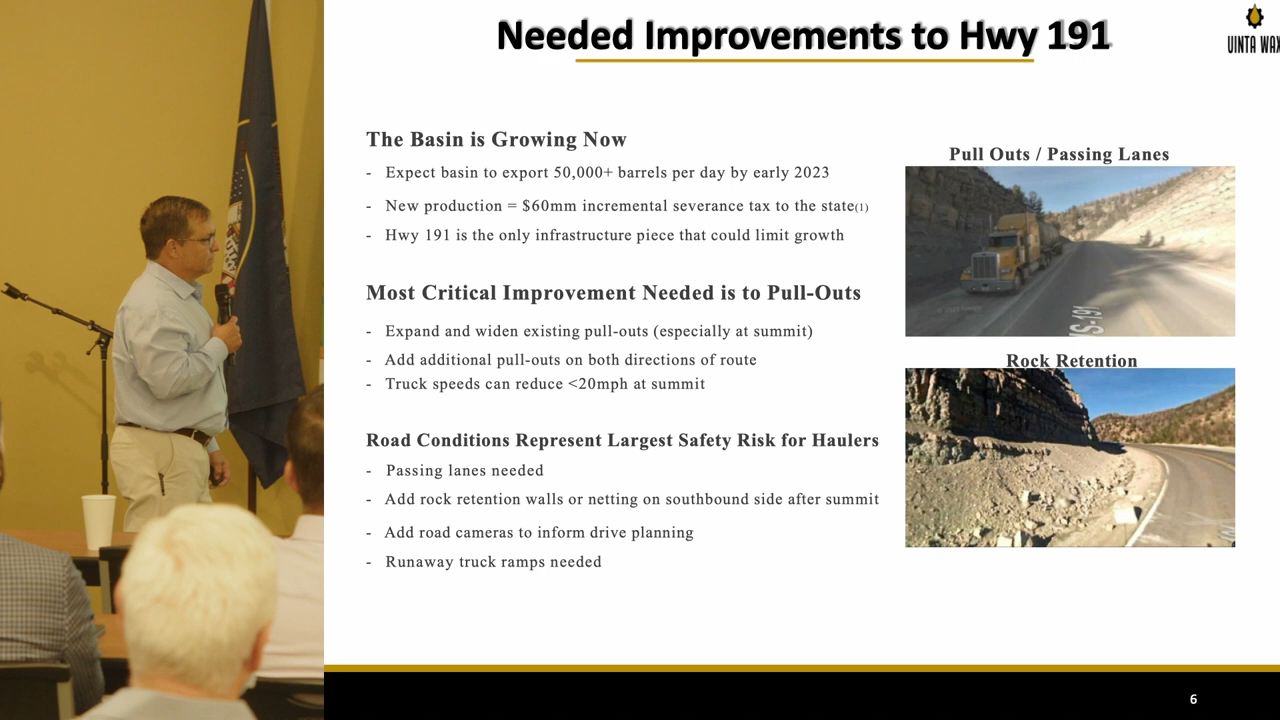 Needed Improvements to Hwy 191
UINTA WAX
The Basin is Growing Now
- Expect basin to export 50,000+ barrels per day by early 2023
- New production = $60mm incremental severance tax to the state(1)
- Hwy 191 is the only infrastructure piece that could limit growth
Most Critical Improvement Needed is to Pull-Outs
- Expand and widen existing pull-outs (especially at summit)
- Add additional pull-outs on both directions of route
- Truck speeds can reduce <20mph at summit
Road Conditions Represent Largest Safety Risk for Haulers
- Passing lanes needed
- Add rock retention walls or netting on southbound side after summit
- Add road cameras to inform drive planning
- Runaway truck ramps needed
Pull Outs / Passing Lanes
US-191
Rock Retention
6